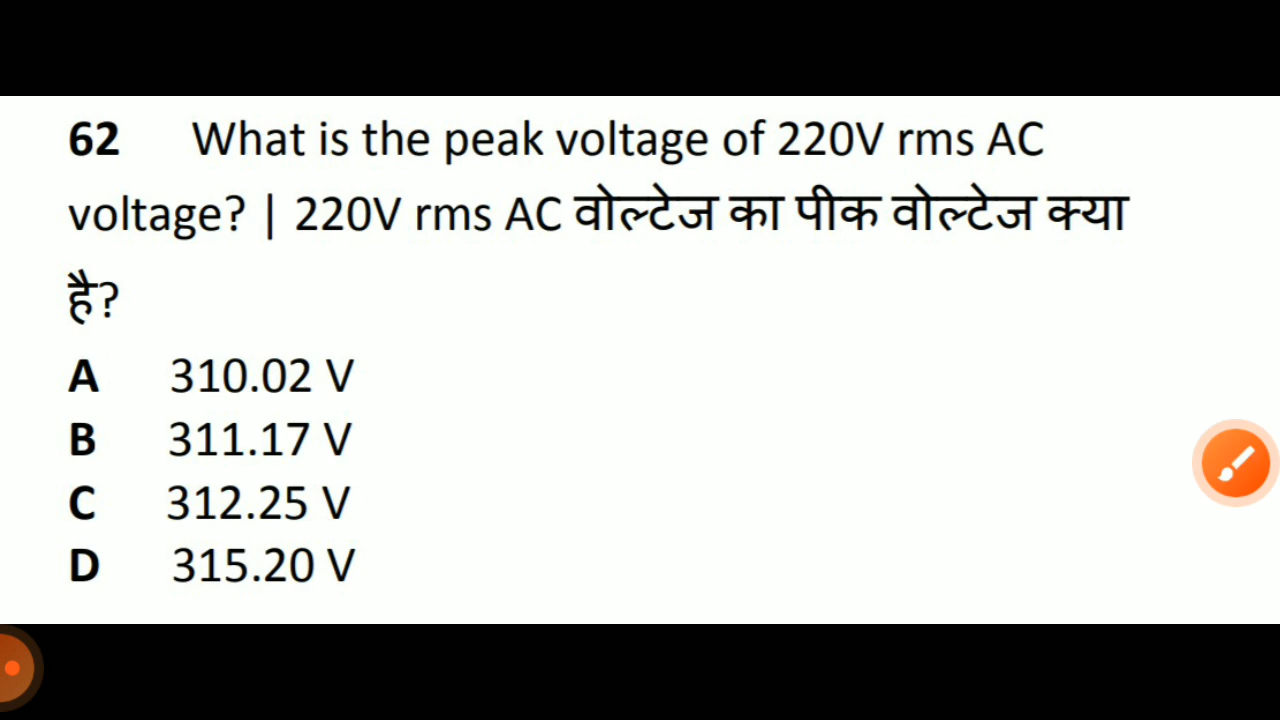 62 What is the peak voltage of 220V rms AC
voltage? | 220V rms AC वोल्टेज का पीक वोल्टेज क्या
है?
A 310.02 V
B 311.17 V
C 312.25 V
D 315.20 V